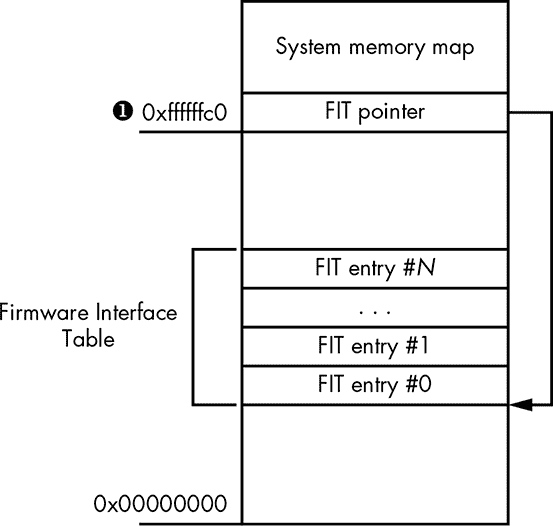 System memory map
❶ 0xffffffc0
FIT pointer
FIT entry #N
. . .
Firmware Interface
Table
FIT entry #1
FIT entry #0
0x00000000